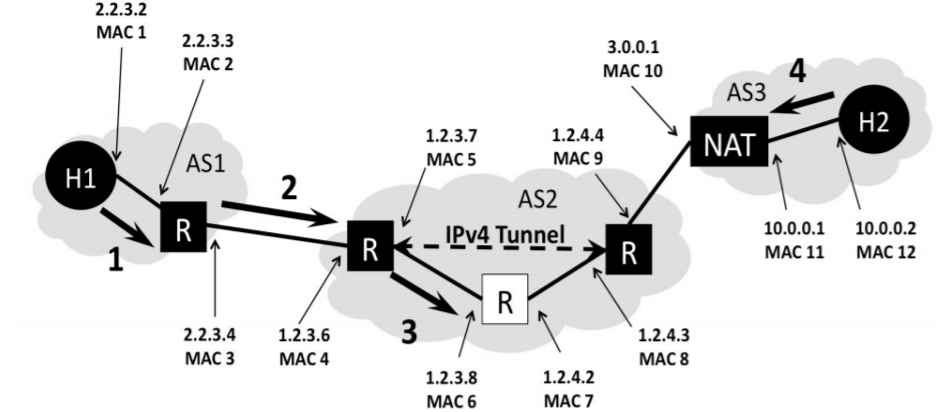 2.2.3.2
MAC 1
2.2.3.3
MAC 2
3.0.0.1
MAC 10
4
AS3
H2
NAT
1.2.3.7
MAC 5
1.2.4.4
MAC 9
AS1
H1
2
AS2
R
R
IPv4 Tunnel
R
1
10.0.0.1
MAC 11
10.0.0.2
MAC 12
R
3
2.2.3.4
MAC 3
1.2.3.6
MAC 4
1.2.4.3
MAC 8
1.2.3.8
MAC 6
1.2.4.2
MAC 7